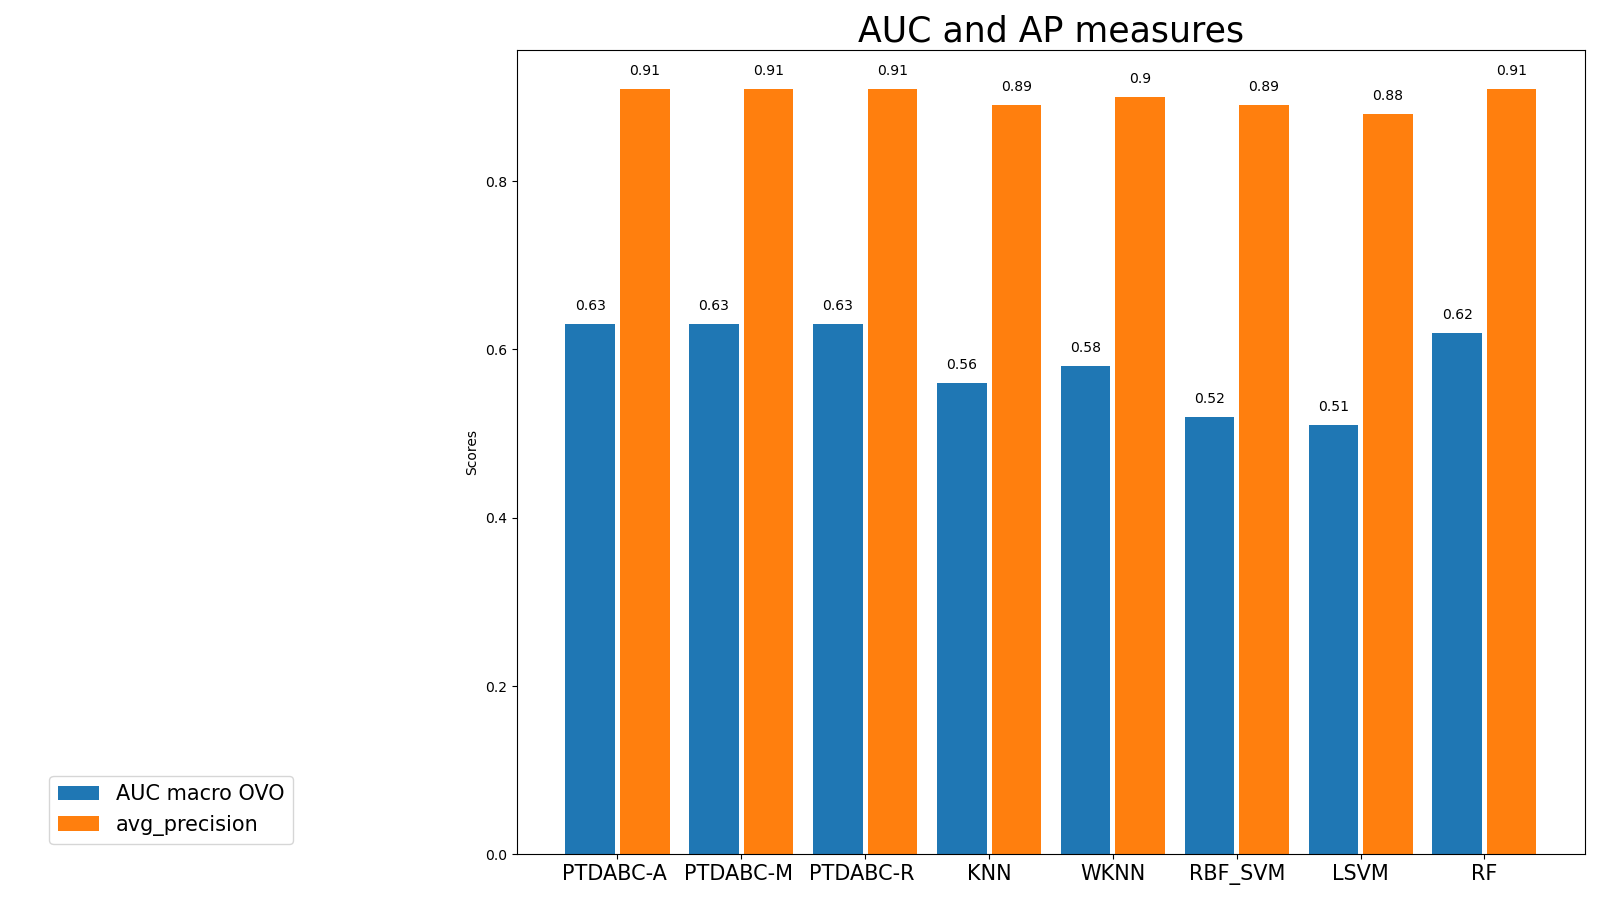 AUC and AP measures
0.91 0.91 0.91 0.89 0.9 0.89 0.88 0.91
0.8
0.63 0.63 0.63 0.56 0.58 0.52 0.51 0.62
0.6
Scores
0.4
0.2
0.0
PTDABC-A PTDABC-M PTDABC-R KNN WKNN RBF_SVM LSVM RF
AUC macro OVO
avg_precision